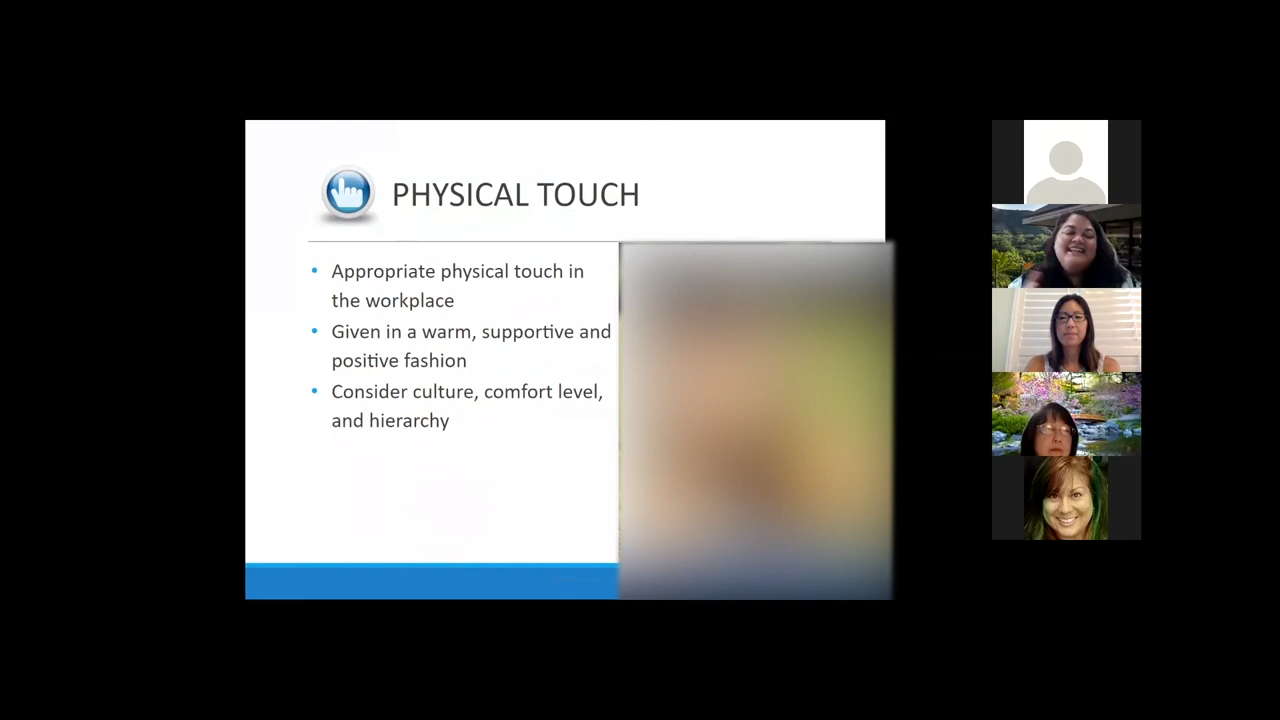 PHYSICAL TOUCH
Appropriate physical touch in
the workplace
Given in a warm, supportive and
positive fashion
Consider culture, comfort level,
and hierarchy